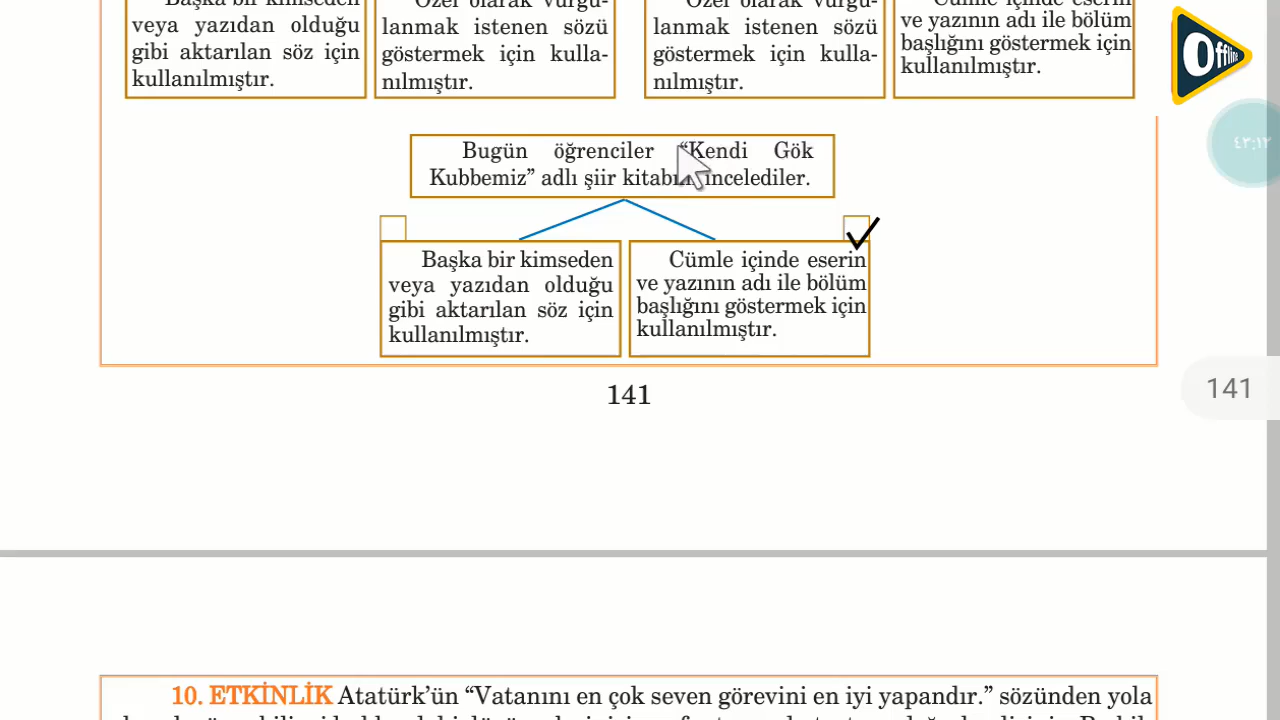 Başka bir kimseden
veya yazıdan olduğu
gibi aktarılan söz için
kullanılmıştır.
Özel olarak vurgu-
lanmak istenen sözü
göstermek için kulla-
nılmıştır.
Özel olarak vurgu-
lanmak istenen sözü
göstermek için kulla-
nılmıştır.
Cümle içinde eserin
ve yazının adı ile bölüm
başlığını göstermek için
kullanılmıştır.
Offline
٤٣:١٢
Bugün öğrenciler “Kendi Gök
Kubbemiz” adlı şiir kitabını incelediler.
Başka bir kimseden
veya yazıdan olduğu
gibi aktarılan söz için
kullanılmıştır.
Cümle içinde eserin
ve yazının adı ile bölüm
başlığını göstermek için
kullanılmıştır.
141
141
10. ETKİNLİK Atatürk’ün “Vatanını en çok seven görevini en iyi yapandır.” sözünden yola